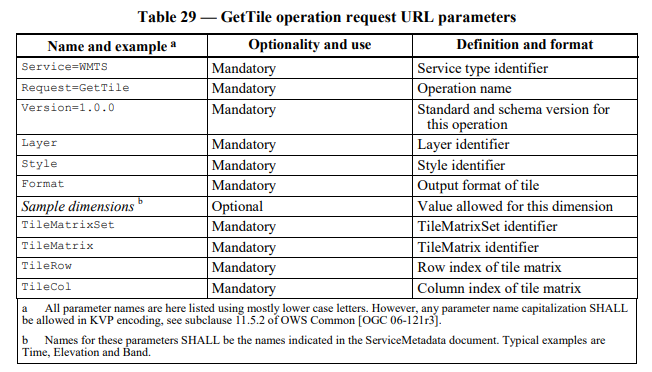 Table 29 — GetTile operation request URL parameters
Name and example a Optionality and use Definition and format
Service=WMTS Mandatory Service type identifier
Request=GetTile Mandatory Operation name
Version=1.0.0 Mandatory Standard and schema version for
this operation
Layer Mandatory Layer identifier
Style Mandatory Style identifier
Format Mandatory Output format of tile
Sample dimensions b Optional Value allowed for this dimension
TileMatrixSet Mandatory TileMatrixSet identifier
TileMatrix Mandatory TileMatrix identifier
TileRow Mandatory Row index of tile matrix
TileCol Mandatory Column index of tile matrix
a All parameter names are here listed using mostly lower case letters. However, any parameter name capitalization SHALL
be allowed in KVP encoding, see subclause 11.5.2 of OWS Common [OGC 06-121r3].
b Names for these parameters SHALL be the names indicated in the ServiceMetadata document. Typical examples are
Time, Elevation and Band.